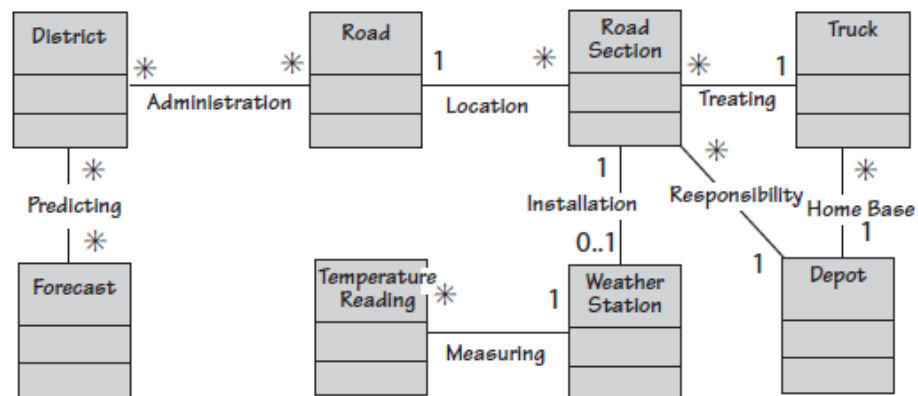 District
Road
Road
Section
Truck
*
*
1
*
*
1
Administration
Location
Treating
*
1
*
*
Predicting
Installation
Responsibility
Home Base
*
0..1
1
1
Forecast
Temperature
Reading
*
1
Weather
Station
Depot
Measuring